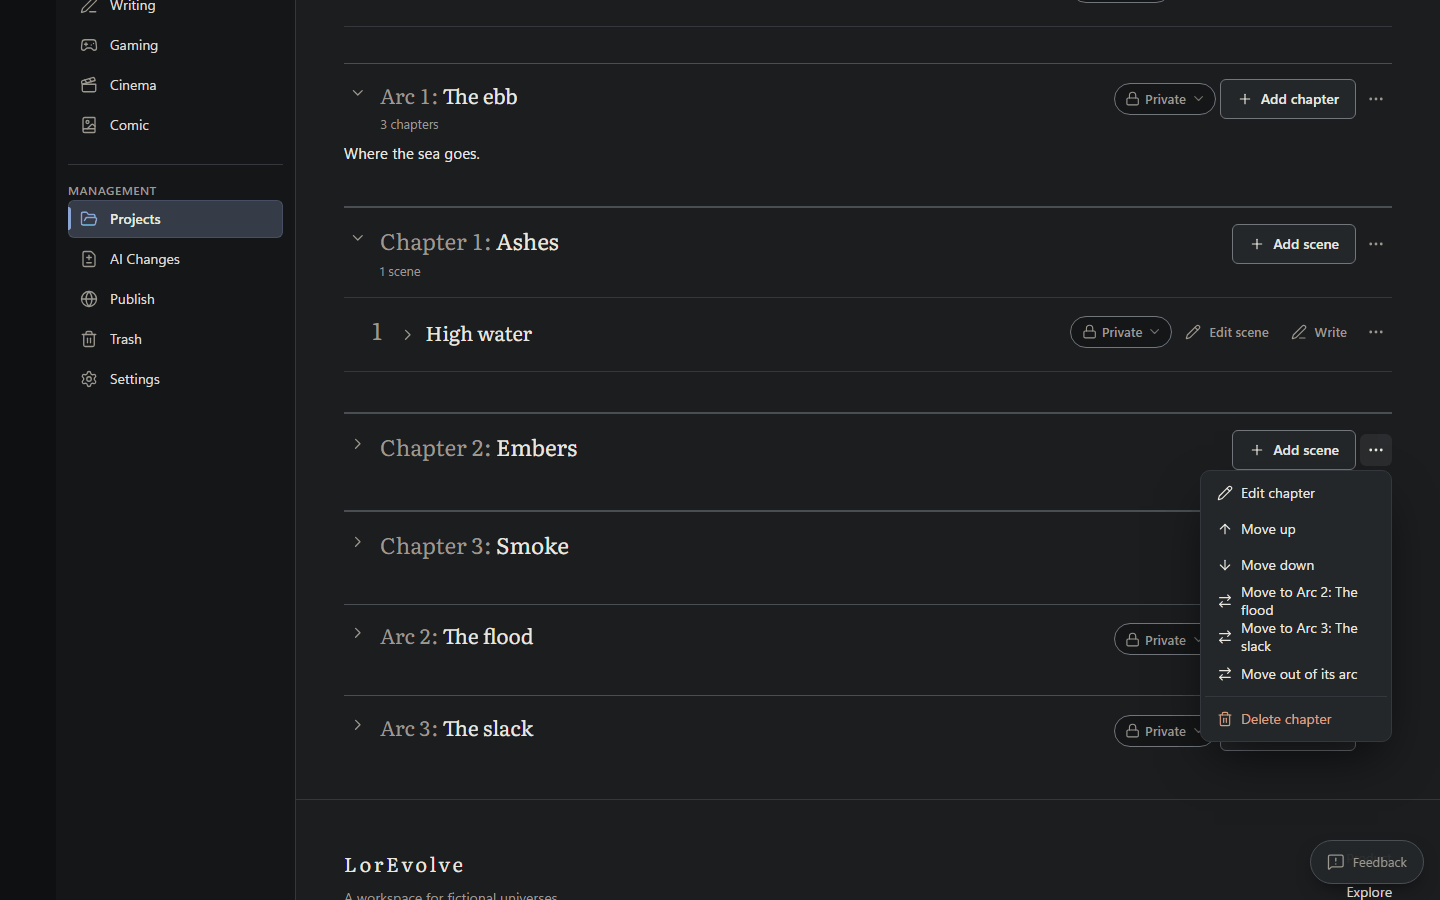 Writing
Gaming
Cinema
Comic
MANAGEMENT
Projects
AI Changes
Publish
Trash
Settings
Arc 1: The ebb
Private
Add chapter
3 chapters
Where the sea goes.
Chapter 1: Ashes
Add scene
1 scene
1
High water
Private
Edit scene
Write
Chapter 2: Embers
Add scene
Edit chapter
Move up
Move down
Move to Arc 2: The
flood
Move to Arc 3: The
slack
Move out of its arc
Delete chapter
Chapter 3: Smoke
Arc 2: The flood
Private
Arc 3: The slack
Private
LorEvolve
A workspace for fictional universes
Feedback
Explore